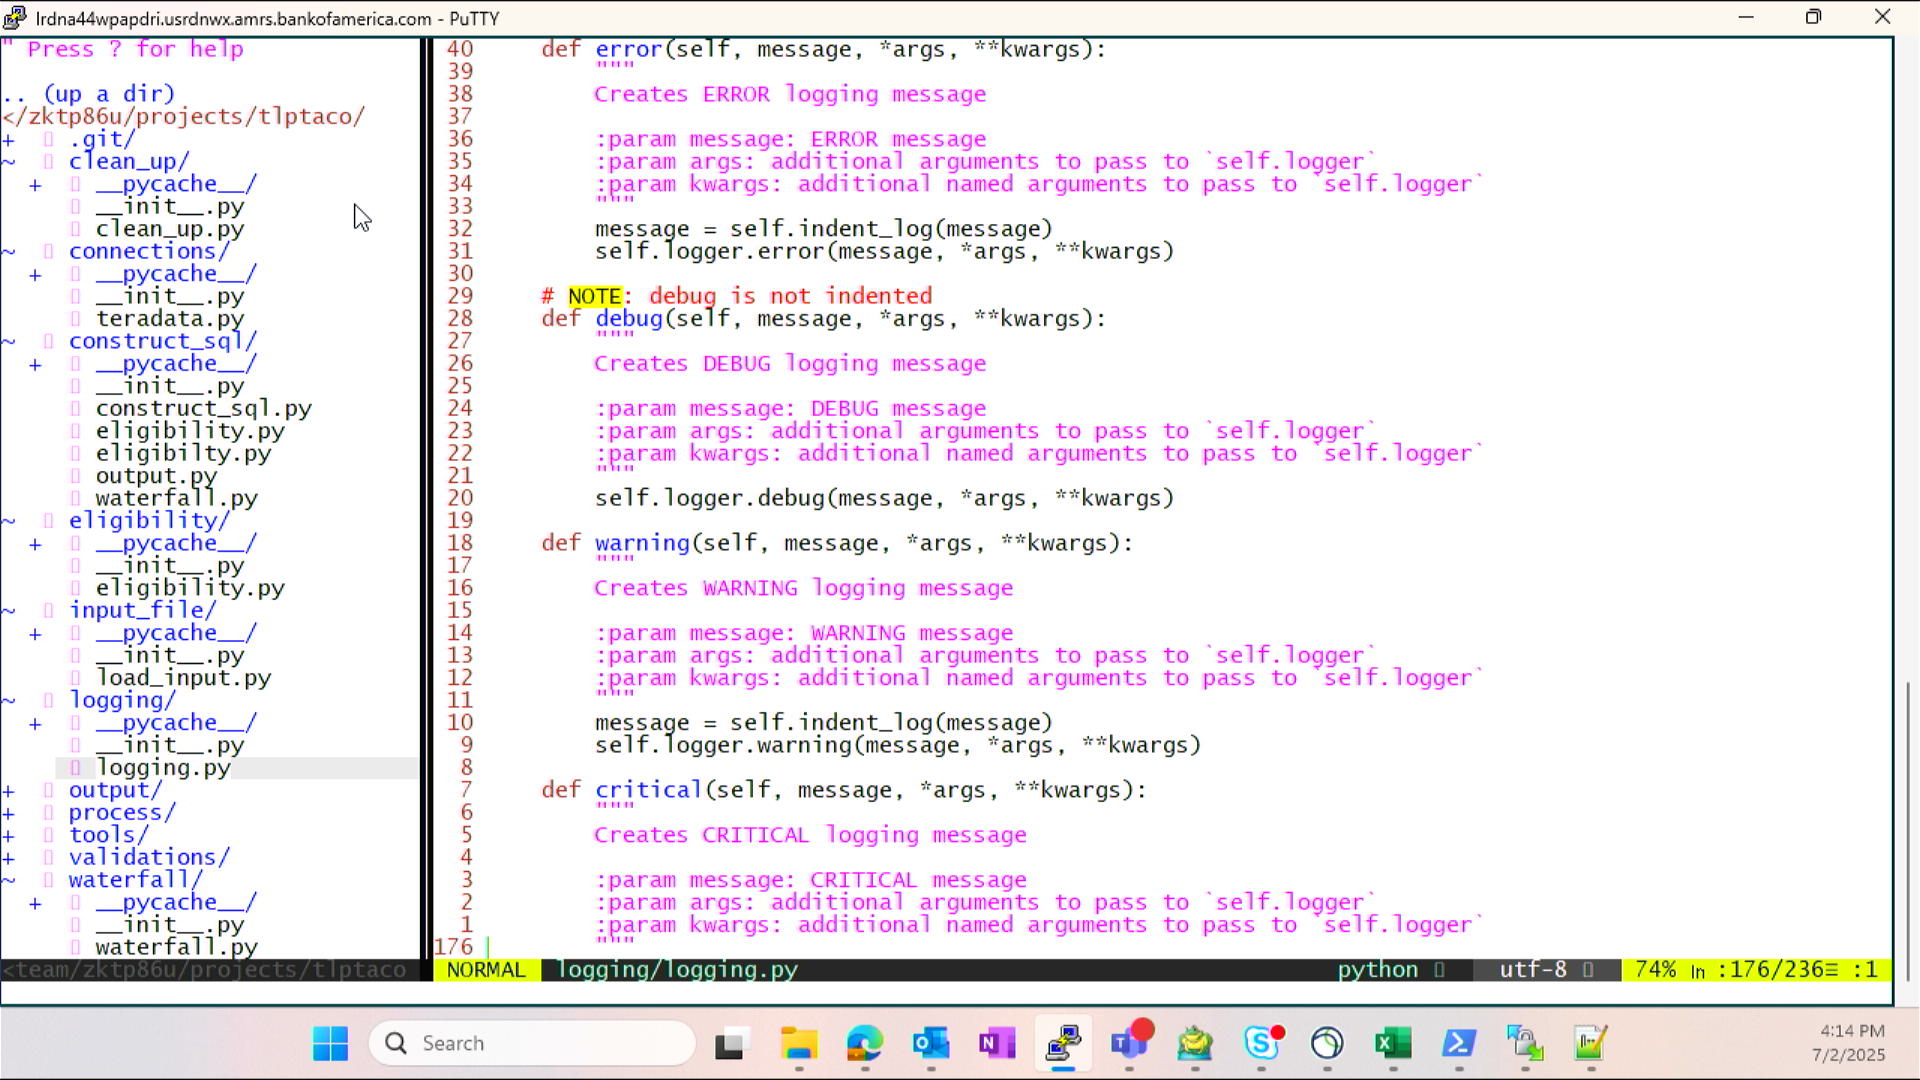 lrdna44wpapdri.usrdnwx.amrs.bankofamerica.com - PuTTY
" Press ? for help
.. (up a dir)
</zktp86u/projects/tlptaco/
+ .git/
~ clean_up/
+ __pycache__/
__init__.py
clean_up.py
~ connections/
+ __pycache__/
__init__.py
teradata.py
~ construct_sql/
+ __pycache__/
__init__.py
construct_sql.py
eligibility.py
eligibilty.py
output.py
waterfall.py
~ eligibility/
+ __pycache__/
__init__.py
eligibility.py
~ input_file/
+ __pycache__/
__init__.py
load_input.py
~ logging/
+ __pycache__/
__init__.py
logging.py
+ output/
+ process/
+ tools/
+ validations/
~ waterfall/
+ __pycache__/
__init__.py
waterfall.py
<team/zktp86u/projects/tlptaco
40 def error(self, message, *args, **kwargs):
39 """
38 Creates ERROR logging message
37
36 :param message: ERROR message
35 :param args: additional arguments to pass to `self.logger`
34 :param kwargs: additional named arguments to pass to `self.logger`
33 """
32 message = self.indent_log(message)
31 self.logger.error(message, *args, **kwargs)
30
29 # NOTE: debug is not indented
28 def debug(self, message, *args, **kwargs):
27 """
26 Creates DEBUG logging message
25
24 :param message: DEBUG message
23 :param args: additional arguments to pass to `self.logger`
22 :param kwargs: additional named arguments to pass to `self.logger`
21 """
20 self.logger.debug(message, *args, **kwargs)
19
18 def warning(self, message, *args, **kwargs):
17 """
16 Creates WARNING logging message
15
14 :param message: WARNING message
13 :param args: additional arguments to pass to `self.logger`
12 :param kwargs: additional named arguments to pass to `self.logger`
11 """
10 message = self.indent_log(message)
9 self.logger.warning(message, *args, **kwargs)
8
7 def critical(self, message, *args, **kwargs):
6 """
5 Creates CRITICAL logging message
4
3 :param message: CRITICAL message
2 :param args: additional arguments to pass to `self.logger`
1 :param kwargs: additional named arguments to pass to `self.logger`
176 """
NORMAL logging/logging.py python utf-8 74% ln :176/236≡ :1
Search
4:14 PM
7/2/2025